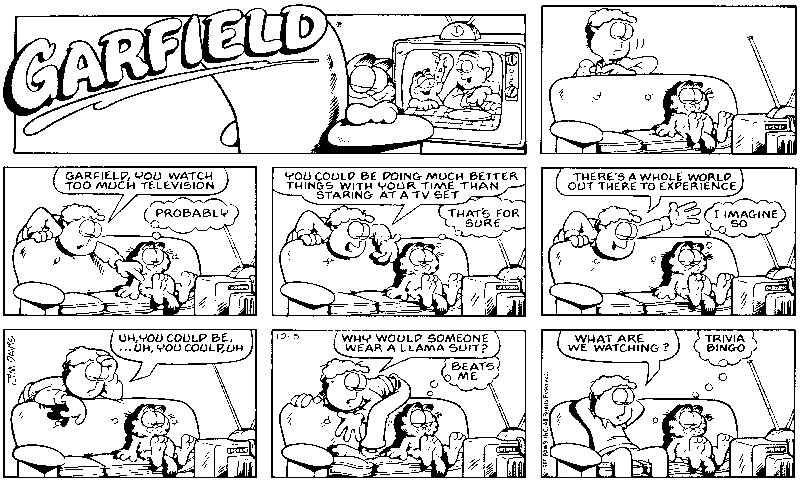 GARFIELD
GARFIELD, YOU WATCH
TOO MUCH TELEVISION
PROBABLY
YOU COULD BE DOING MUCH BETTER
THINGS WITH YOUR TIME THAN
STARING AT A TV SET
THAT'S FOR
SURE
THERE'S A WHOLE WORLD
OUT THERE TO EXPERIENCE
I IMAGINE
SO
JIM DAVIS
UH, YOU COULD BE,
...UH, YOU COULD, UH
WHY WOULD SOMEONE
WEAR A LLAMA SUIT?
BEATS
ME
WHAT ARE
WE WATCHING?
TRIVIA
BINGO